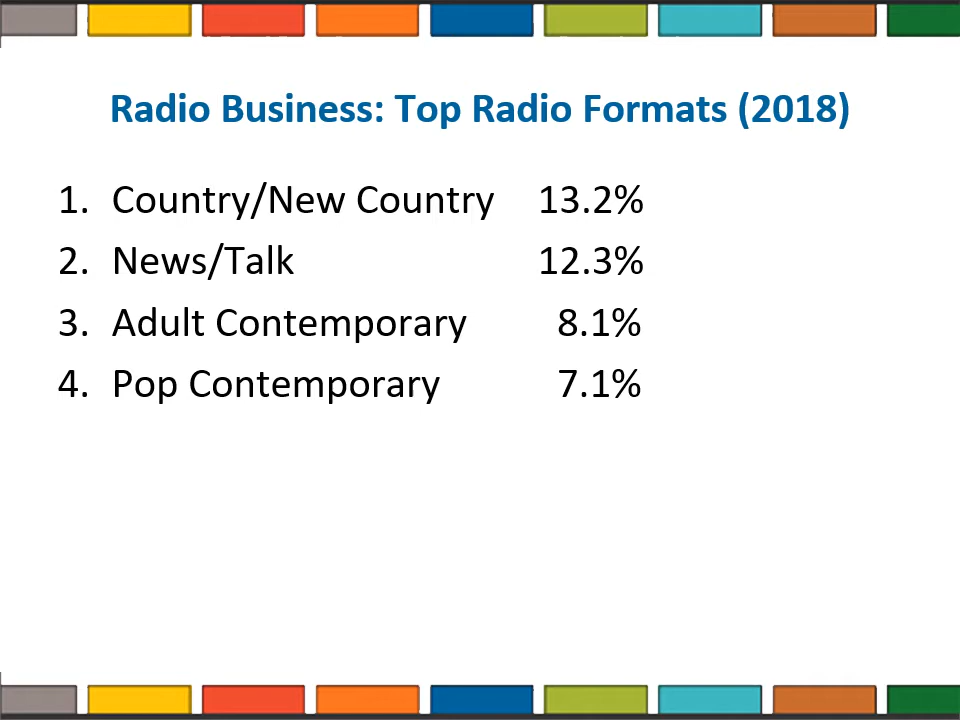 Radio Business: Top Radio Formats (2018)
1. Country/New Country 13.2%
2. News/Talk 12.3%
3. Adult Contemporary 8.1%
4. Pop Contemporary 7.1%